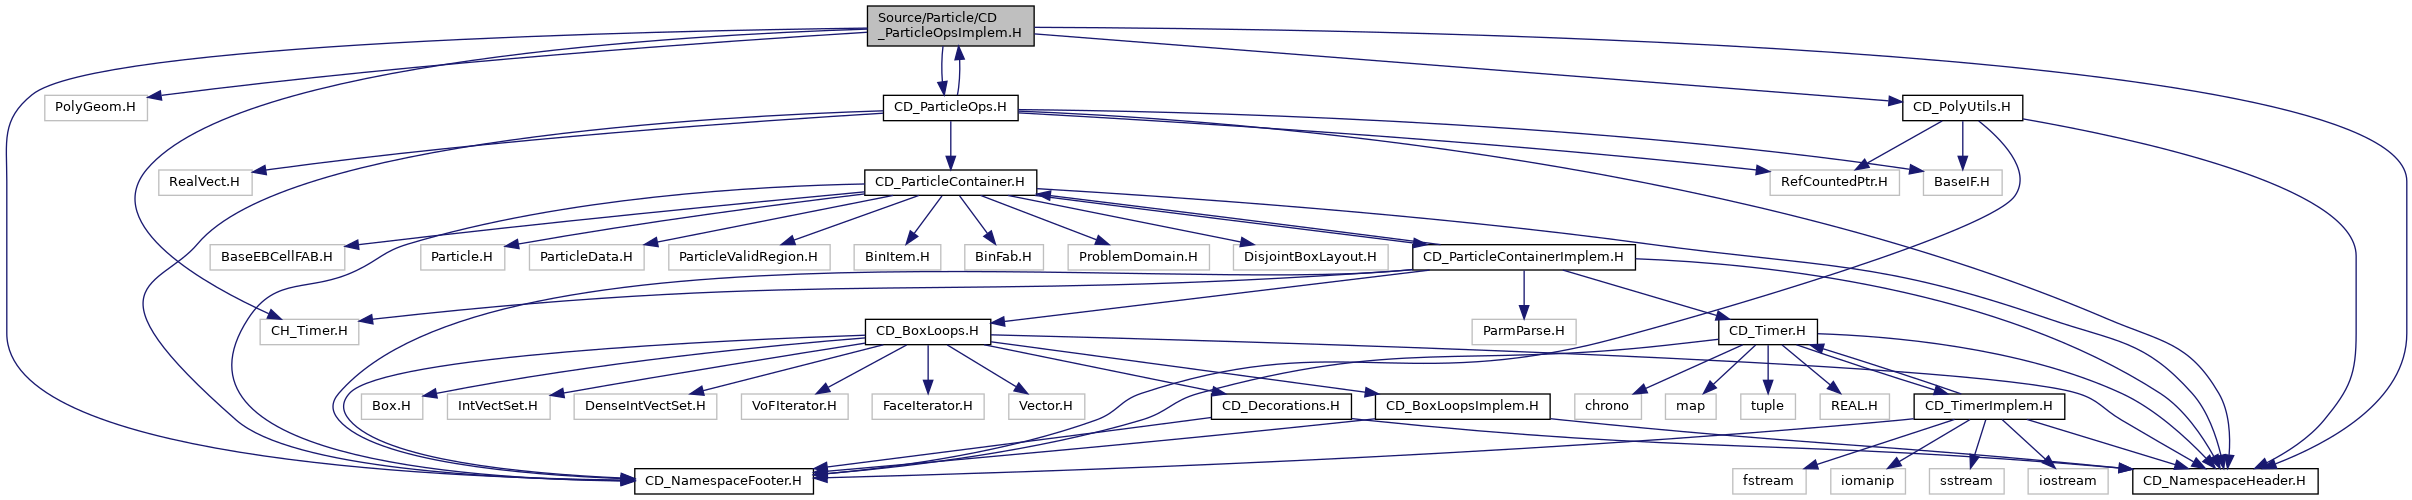 Source/Particle/CD
_ParticleOpsImplem.H
PolyGeom.H
CD_ParticleOps.H
CD_PolyUtils.H
RealVect.H
CD_ParticleContainer.H
RefCountedPtr.H
BaseIF.H
BaseEBCellFAB.H
Particle.H
ParticleData.H
ParticleValidRegion.H
BinItem.H
BinFab.H
ProblemDomain.H
DisjointBoxLayout.H
CD_ParticleContainerImplem.H
CH_Timer.H
CD_BoxLoops.H
ParmParse.H
CD_Timer.H
Box.H
IntVectSet.H
DenseIntVectSet.H
VoFIterator.H
FaceIterator.H
Vector.H
CD_Decorations.H
CD_BoxLoopsImplem.H
chrono
map
tuple
REAL.H
CD_TimerImplem.H
CD_NamespaceFooter.H
fstream
iomanip
sstream
iostream
CD_NamespaceHeader.H